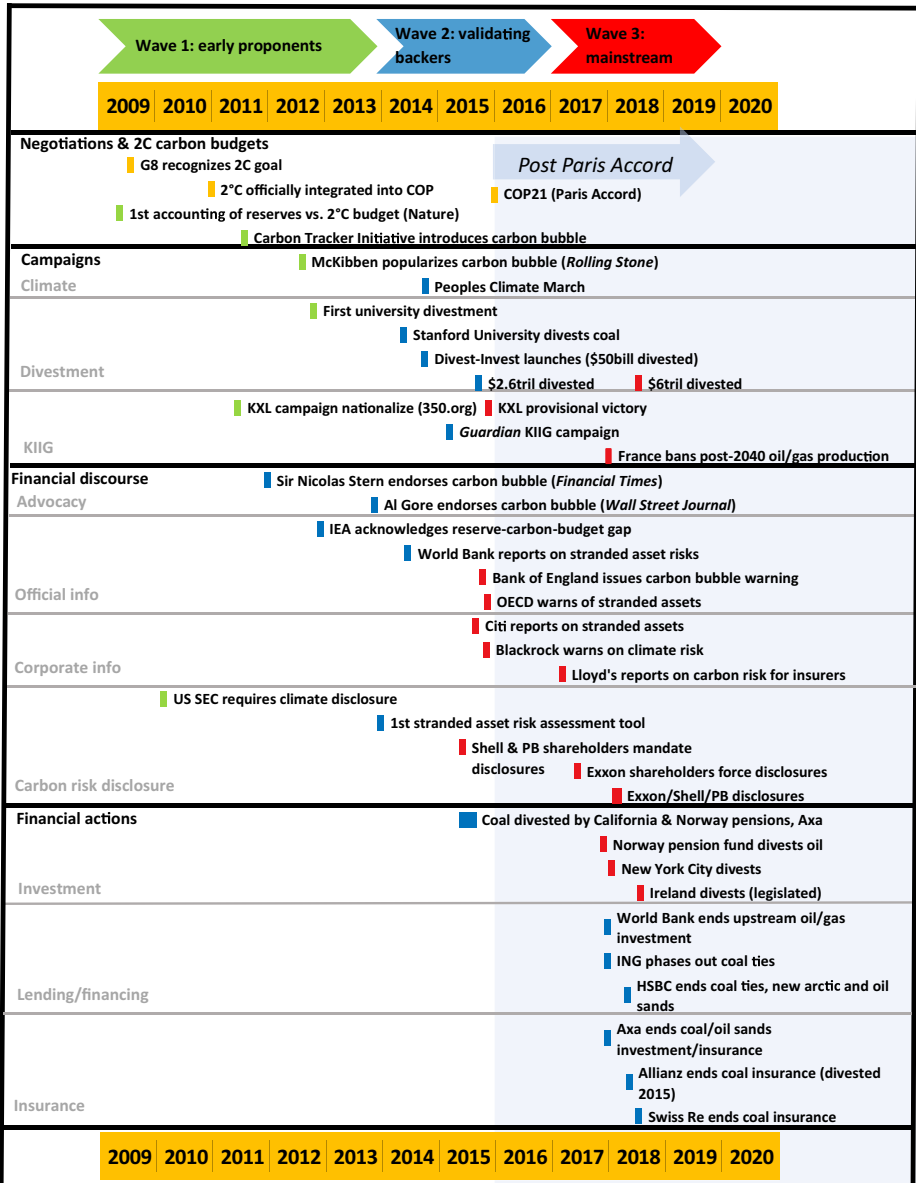 Wave 1: early proponents
Wave 2: validating
backers
Wave 3:
mainstream
2009 2010 2011 2012 2013 2014 2015 2016 2017 2018 2019 2020
Negotiations & 2C carbon budgets
G8 recognizes 2C goal
Post Paris Accord
2°C officially integrated into COP
COP21 (Paris Accord)
1st accounting of reserves vs. 2°C budget (Nature)
Carbon Tracker Initiative introduces carbon bubble
Campaigns
McKibben popularizes carbon bubble (Rolling Stone)
Climate
Peoples Climate March
First university divestment
Stanford University divests coal
Divest-Invest launches ($50bill divested)
Divestment
$2.6tril divested
$6tril divested
KXL campaign nationalize (350.org)
KXL provisional victory
Guardian KIIG campaign
KIIG
France bans post-2040 oil/gas production
Financial discourse
Sir Nicolas Stern endorses carbon bubble (Financial Times)
Advocacy
Al Gore endorses carbon bubble (Wall Street Journal)
IEA acknowledges reserve-carbon-budget gap
World Bank reports on stranded asset risks
Bank of England issues carbon bubble warning
Official info
OECD warns of stranded assets
Citi reports on stranded assets
Blackrock warns on climate risk
Corporate info
Lloyd's reports on carbon risk for insurers
US SEC requires climate disclosure
1st stranded asset risk assessment tool
Shell & PB shareholders mandate
disclosures
Exxon shareholders force disclosures
Carbon risk disclosure
Exxon/Shell/PB disclosures
Financial actions
Coal divested by California & Norway pensions, Axa
Norway pension fund divests oil
New York City divests
Investment
Ireland divests (legislated)
World Bank ends upstream oil/gas
investment
ING phases out coal ties
Lending/financing
HSBC ends coal ties, new arctic and oil
sands
Axa ends coal/oil sands
investment/insurance
Allianz ends coal insurance (divested
2015)
Insurance
Swiss Re ends coal insurance
2009 2010 2011 2012 2013 2014 2015 2016 2017 2018 2019 2020